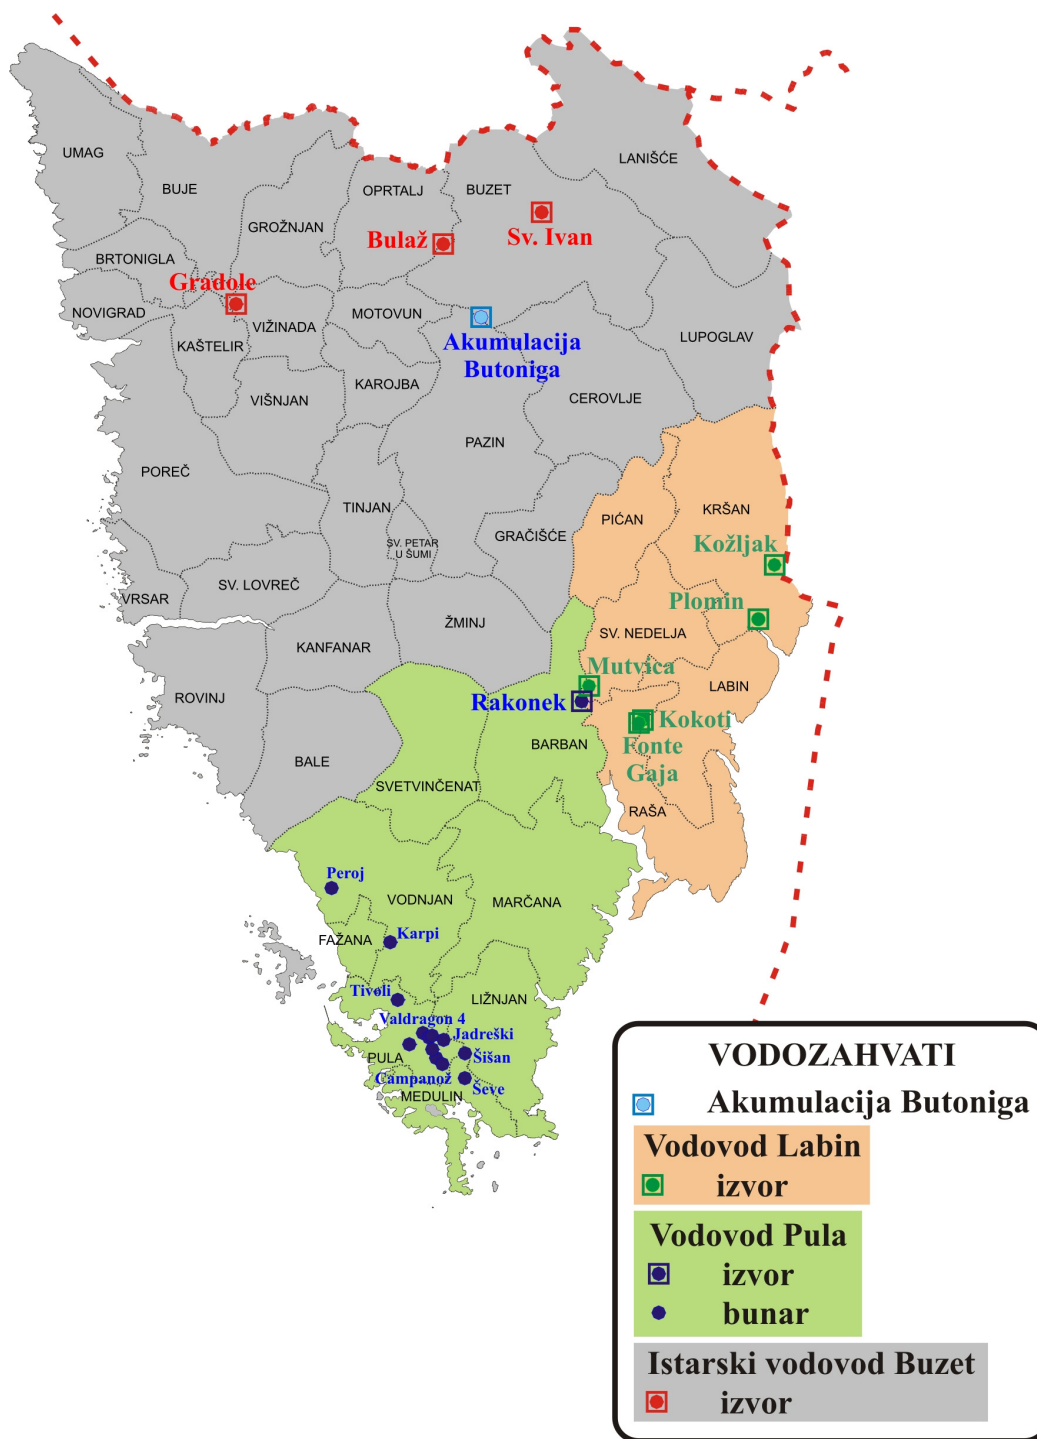 UMAG
BUJE
LANIŠĆE
OPRTALJ
BUZET
GROŽNJAN
Bulaž
Sv. Ivan
BRTONIGLA
Gradole
NOVIGRAD
VIŽINADA
MOTOVUN
KAŠTELIR
Akumulacija
Butoniga
LUPOGLAV
KAROJBA
VIŠNJAN
CEROVLJE
PAZIN
POREČ
TINJAN
PIĆAN
KRŠAN
GRAČIŠĆE
SV. PETAR
U ŠUMI
Kožljak
SV. LOVREČ
VRSAR
Plomin
ŽMINJ
SV. NEDELJA
KANFANAR
Mutvica
ROVINJ
LABIN
Rakonek
Kokoti
BARBAN
Fonte
Gaja
BALE
SVETVINČENAT
RAŠA
Peroj
VODNJAN
MARČANA
FAŽANA
Karpi
Tivoli
LIŽNJAN
Valdragon 4
Jadreški
PULA
Šišan
Campanož
Ševe
MEDULIN
VODOZAHVATI
Akumulacija Butoniga
Vodovod Labin
izvor
Vodovod Pula
izvor
bunar
Istarski vodovod Buzet
izvor